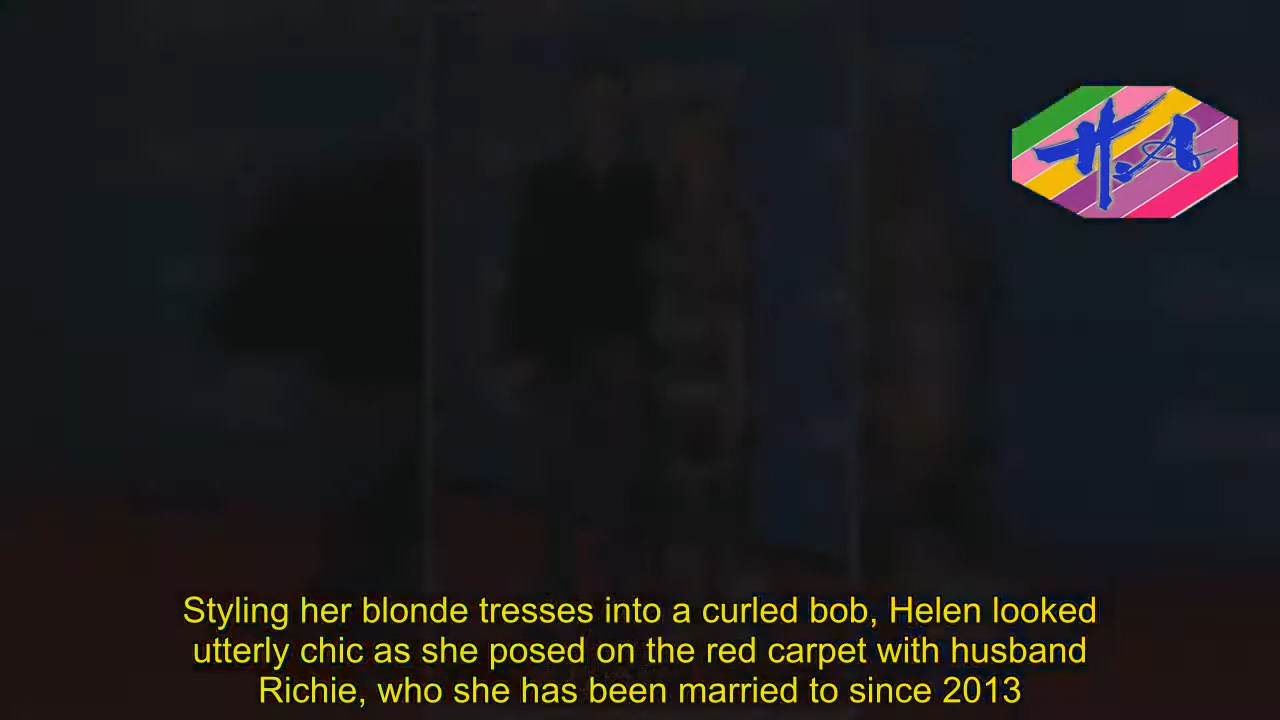 HA
Styling her blonde tresses into a curled bob, Helen looked
utterly chic as she posed on the red carpet with husband
Richie, who she has been married to since 2013